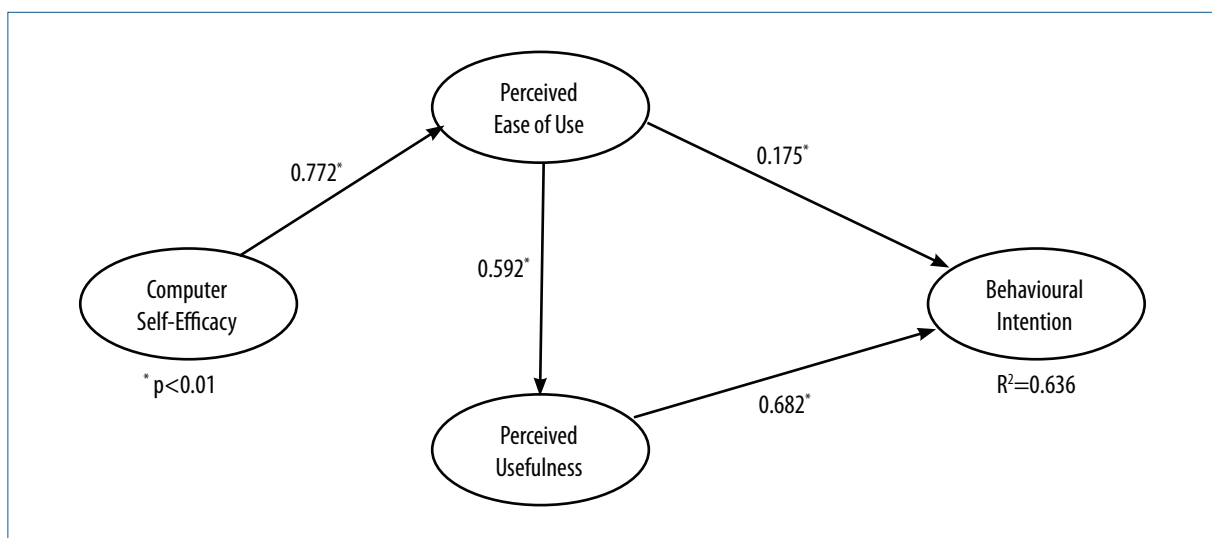 Perceived
Ease of Use
0.772*
0.175*
0.592*
Computer
Self-Efficacy
* p<0.01
Behavioural
Intention
R²=0.636
0.682*
Perceived
Usefulness